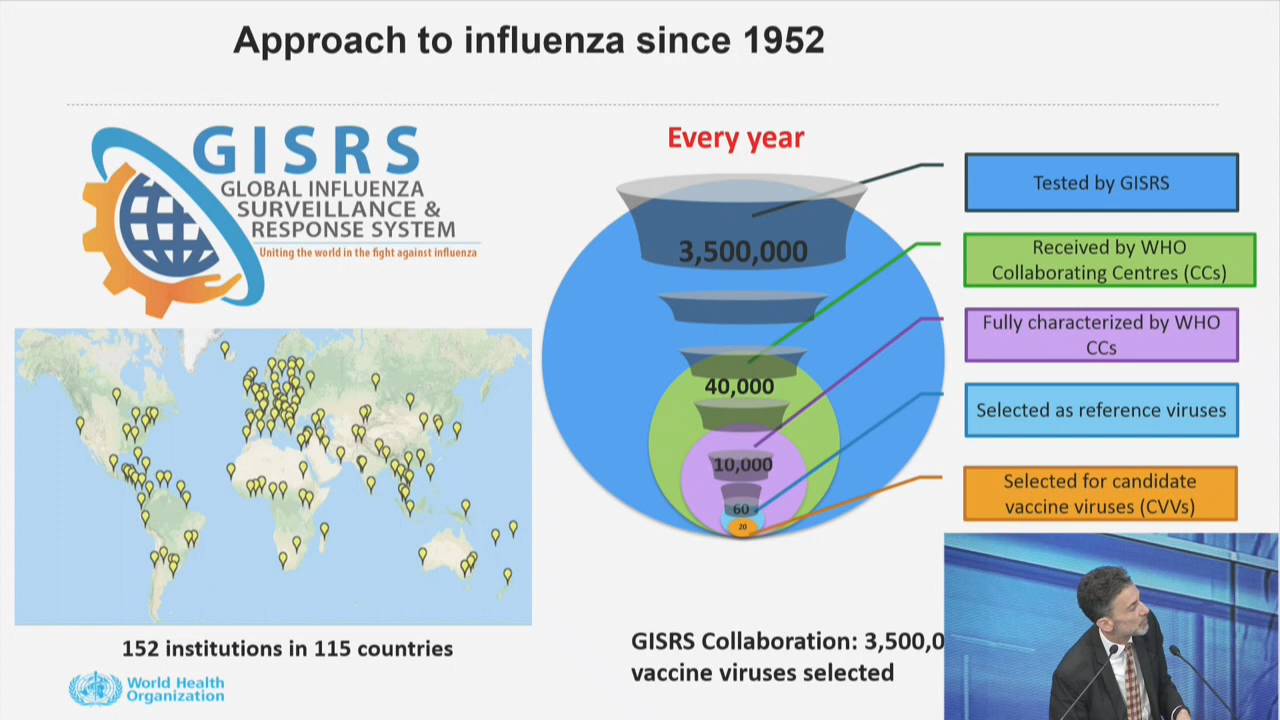 Approach to influenza since 1952
GISRS
GLOBAL INFLUENZA
SURVEILLANCE &
RESPONSE SYSTEM
Uniting the world in the fight against influenza
152 institutions in 115 countries
World Health
Organization
Every year
3,500,000
40,000
10,000
60
20
Tested by GISRS
Received by WHO
Collaborating Centres (CCs)
Fully characterized by WHO
CCs
Selected as reference viruses
Selected for candidate
vaccine viruses (CVVs)
GISRS Collaboration: 3,500,0
vaccine viruses selected